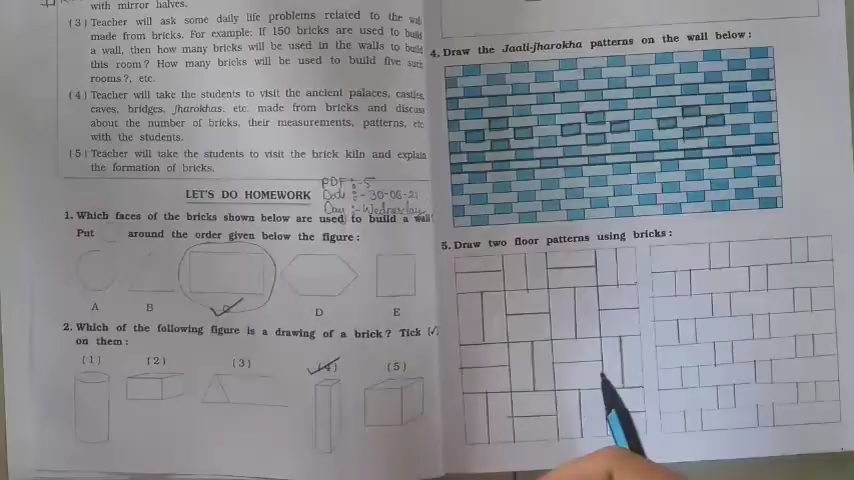 with mirror halves.
( 3 ) Teacher will ask some daily life problems related to the wall
made from bricks. For example: If 150 bricks are used to build
a wall, then how many bricks will be used in the walls to build
this room ? How many bricks will be used to build five such
rooms ?, etc.
( 4 ) Teacher will take the students to visit the ancient palaces, castles,
caves, bridges, jharokhas, etc. made from bricks and discuss
about the number of bricks, their measurements, patterns, etc
with the students.
( 5 ) Teacher will take the students to visit the brick kiln and explain
the formation of bricks.
PDF :- 5
LET'S DO HOMEWORK
Date :- 30-06-21
Day :- Wednesday
1. Which faces of the bricks shown below are used to build a wall
Put around the order given below the figure :
A B D E
2. Which of the following figure is a drawing of a brick ? Tick (✓)
on them :
( 1 ) ( 2 ) ( 3 ) ( 4 ) ( 5 )
4. Draw the Jaali-jharokha patterns on the wall below :
5. Draw two floor patterns using bricks :